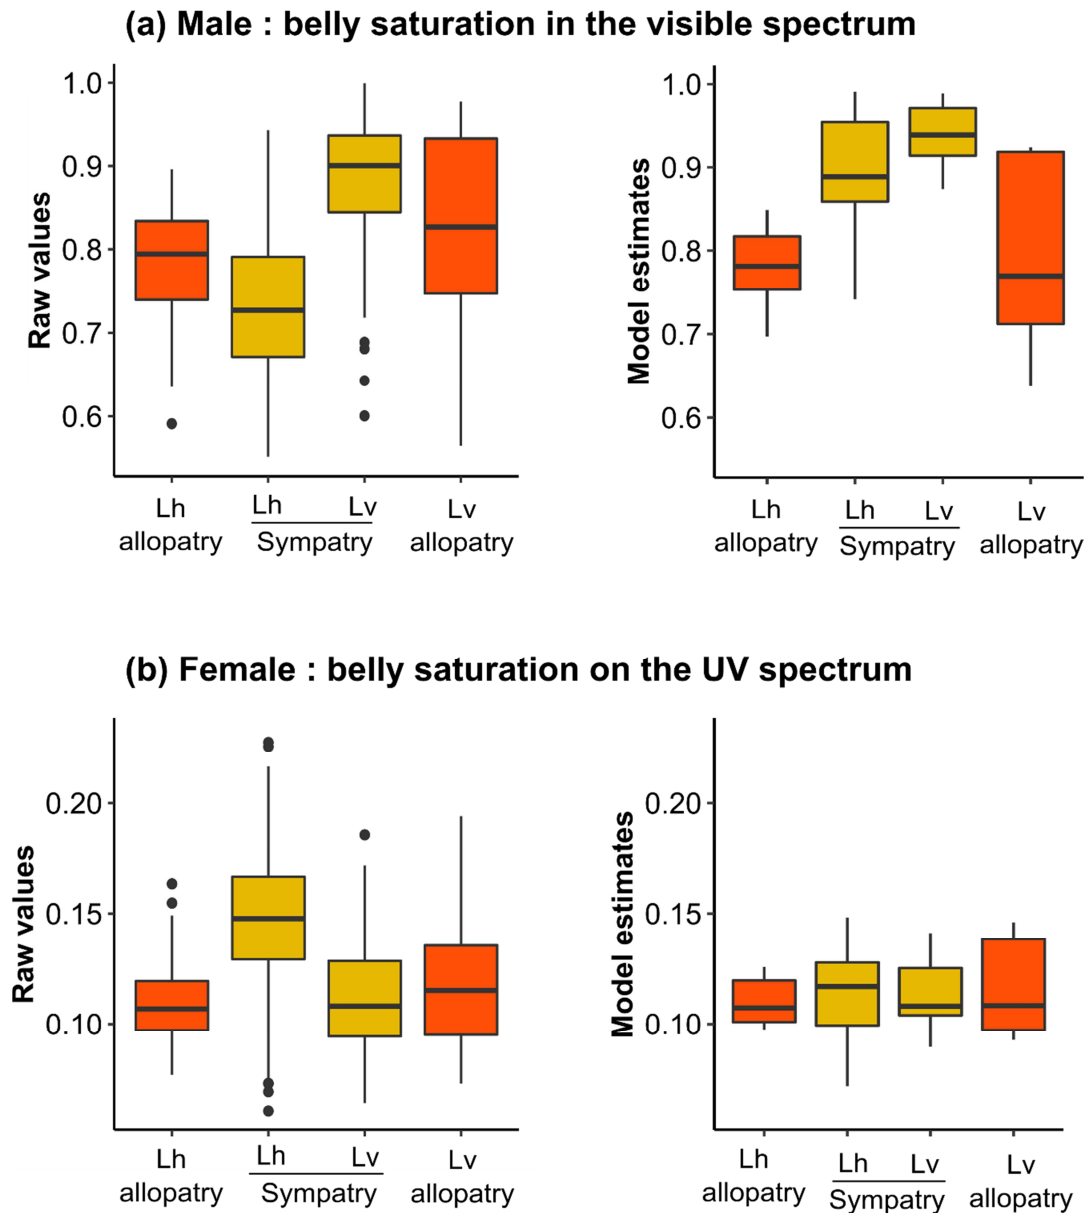 (a) Male : belly saturation in the visible spectrum
Raw values
1.0
0.9
0.8
0.7
0.6
Lh
allopatry
Lh
Lv
Sympatry
Lv
allopatry
Model estimates
1.0
0.9
0.8
0.7
0.6
Lh
allopatry
Lh
Lv
Sympatry
Lv
allopatry
(b) Female : belly saturation on the UV spectrum
Raw values
0.20
0.15
0.10
Lh
allopatry
Lh
Lv
Sympatry
Lv
allopatry
Model estimates
0.20
0.15
0.10
Lh
allopatry
Lh
Lv
Sympatry
Lv
allopatry